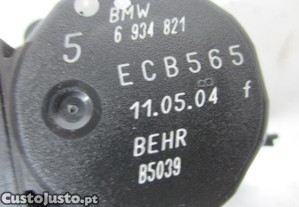 BMW
6 934 821
5
ECB565
11.05.04 f
BEHR
B5039
CustoJusto.pt